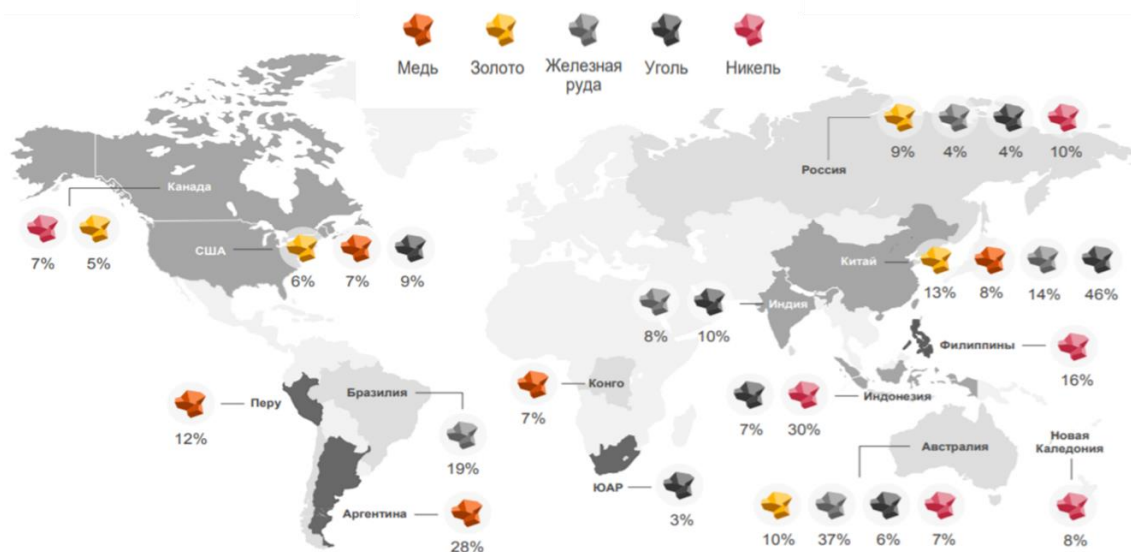 Медь
Золото
Железная
руда
Уголь
Никель
Россия
9%
4%
4%
10%
Канада
7%
5%
США
6%
7%
9%
Китай
13%
8%
14%
46%
Индия
8%
10%
Филиппины
16%
Конго
7%
Индонезия
7%
30%
Перу
12%
Бразилия
19%
Австралия
10%
37%
6%
7%
Новая
Каледония
8%
ЮАР
3%
Аргентина
28%